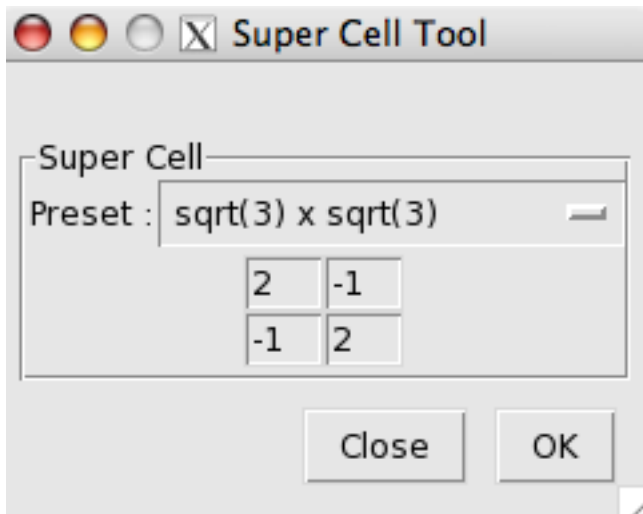 X Super Cell Tool
Super Cell
Preset : sqrt(3) x sqrt(3)
2 -1
-1 2
Close OK